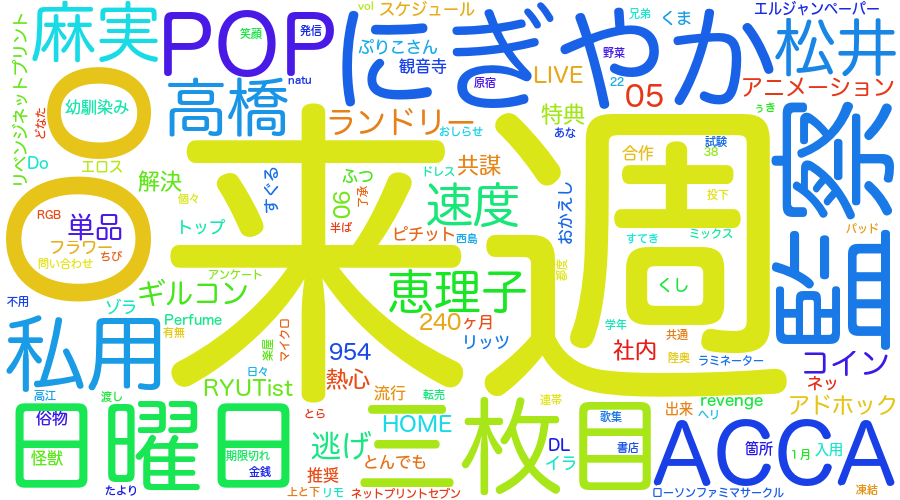 来週
にぎやか
監察
日曜日
三枚目
ACCA
OO
POP
麻実
高橋
松井
私用
恵理子
速度
ランドリー
ギルコン
RYUTist
HOME
コイン
アドホック
アニメーション
05
LIVE
スケジュール
vol
兄弟
くま
エルジャンペーパー
ぷりこさん
観音寺
原宿
野菜
22
笑顔
発信
natu
リベンジネットプリント
どなた
幼馴染み
Do
エロス
解決
個々
単品
RGB
フラワー
ちび
問い合わせ
トップ
すぐる
ふつ
06
了承
半ば
ピチット
西島
ドレス
共謀
おしらせ
特典
あな
おかえし
合作
38
試験
うき
投下
すてき
ミックス
バッド
くし
アンケート
不用
ゾラ
Perfume
有無
楽屋
マイクロ
日々
954
熱心
240
ヶ月
リッツ
学年
共通
社内
陸奥
ラミネーター
ネッ
高江
渡し
俗物
怪獣
たより
期限切れ
金銭
とら
流行
転売
逃げ
推奨
とんでも
上と下
リモ
ネットプリントセブン
連帯
DL
イラ
歌集
書店
出来
revenge
ヘリ
箇所
1月
入用
ローソンファミマサークル
凍結